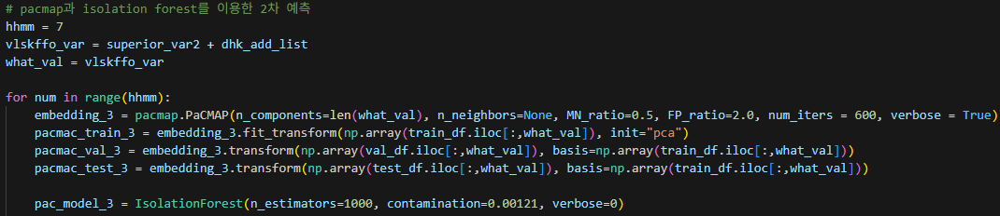 # pacmap과 isolation forest를 이용한 2차 예측
hhmm = 7
vlskffo_var = superior_var2 + dhk_add_list
what_val = vlskffo_var
for num in range(hhmm):
embedding_3 = pacmap.PaCMAP(n_components=len(what_val), n_neighbors=None, MN_ratio=0.5, FP_ratio=2.0, num_iters = 600, verbose = True)
pacmac_train_3 = embedding_3.fit_transform(np.array(train_df.iloc[:,what_val]), init="pca")
pacmac_val_3 = embedding_3.transform(np.array(val_df.iloc[:,what_val]), basis=np.array(train_df.iloc[:,what_val]))
pacmac_test_3 = embedding_3.transform(np.array(test_df.iloc[:,what_val]), basis=np.array(train_df.iloc[:,what_val]))
pac_model_3 = IsolationForest(n_estimators=1000, contamination=0.00121, verbose=0)